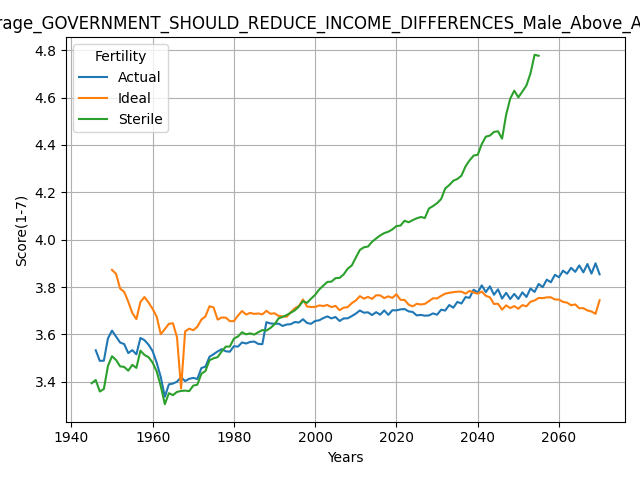 rage_GOVERNMENT_SHOULD_REDUCE_INCOME_DIFFERENCES_Male_Above_A
Fertility
Actual
Ideal
Sterile
Score(1-7)
4.8
4.6
4.4
4.2
4.0
3.8
3.6
3.4
1940
1960
1980
2000
2020
2040
2060
Years